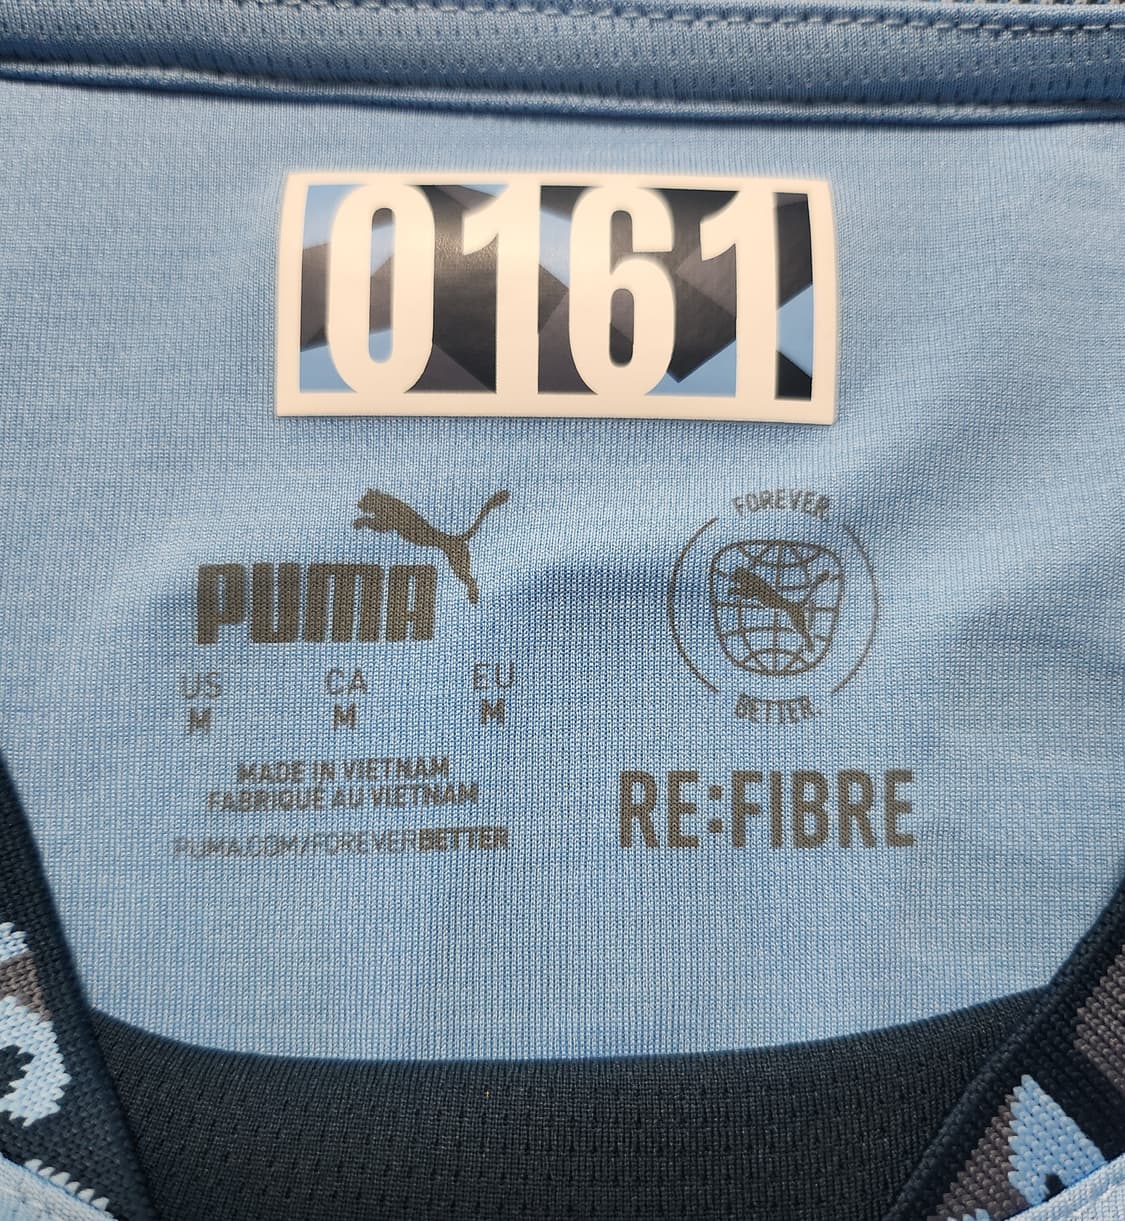 0161
PUMA
US CA EU
M M M
MADE IN VIETNAM
FABRIQUÉ AU VIETNAM
PUMA.COM/FOREVERBETTER
FOREVER.
BETTER.
RE:FIBRE